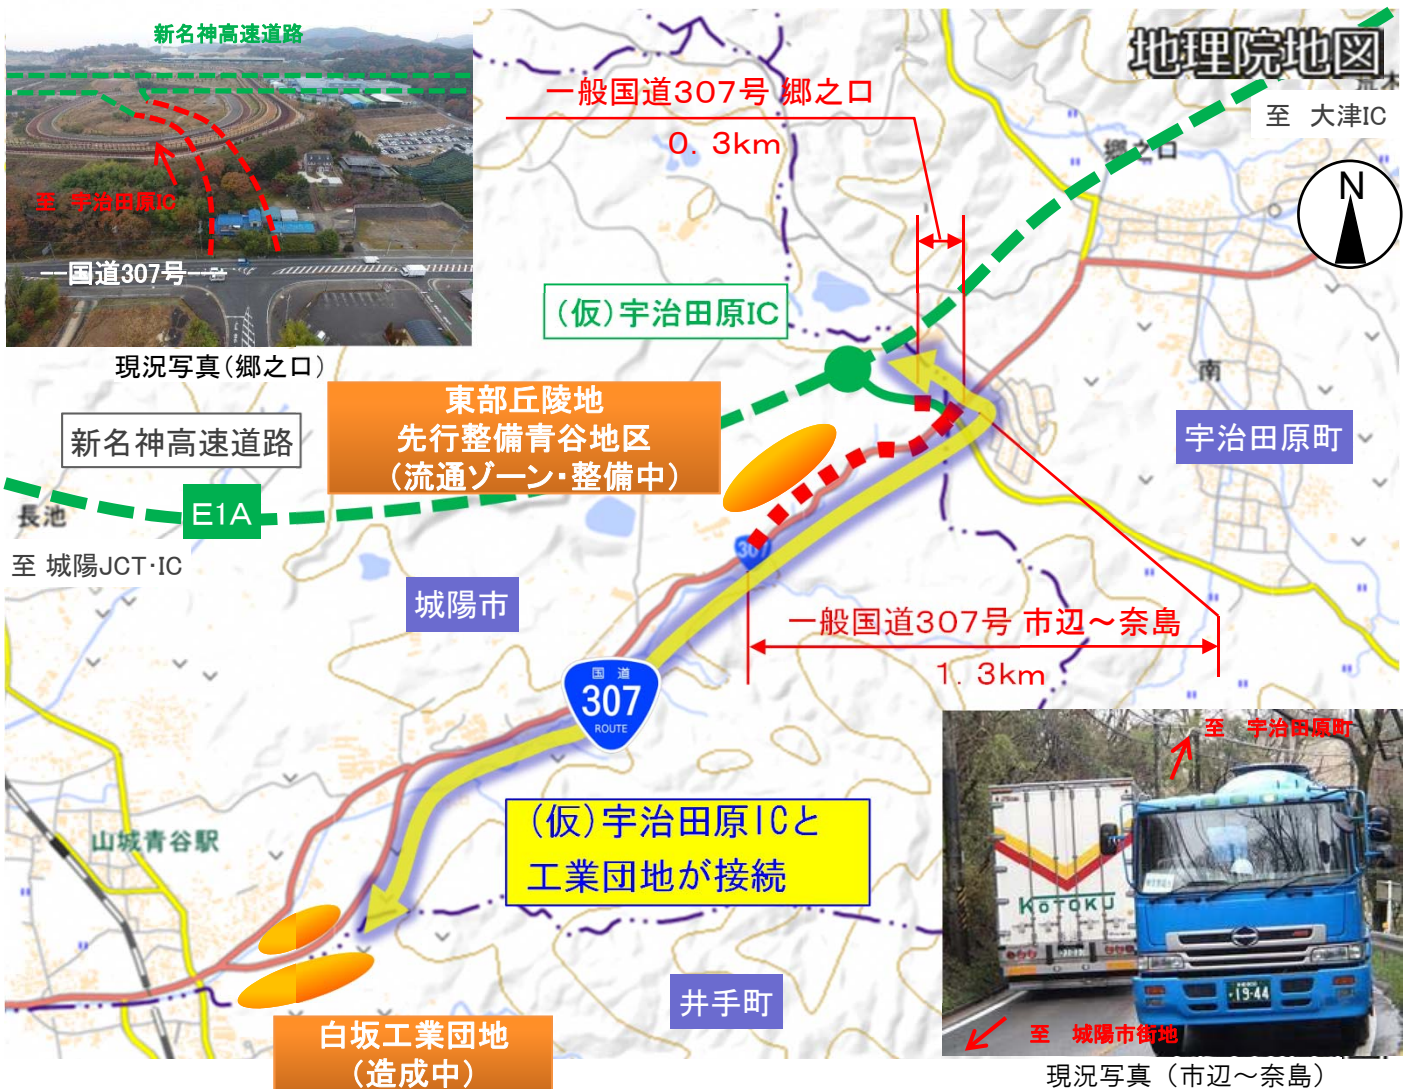 新名神高速道路
至 宇治田原IC
国道307号
現況写真(郷之口)
一般国道307号 郷之口
0.3km
地理院地図
至 大津IC
郷之口
N
(仮)宇治田原IC
東部丘陵地
先行整備青谷地区
(流通ゾーン・整備中)
新名神高速道路
E1A
長池
至 城陽JCT・IC
南
宇治田原町
307
城陽市
一般国道307号 市辺～奈島
1.3km
国道
307
ROUTE
山城青谷駅
(仮)宇治田原ICと
工業団地が接続
井手町
白坂工業団地
(造成中)
至 宇治田原町
KOTOKU
19-44
至 城陽市街地
現況写真（市辺～奈島）